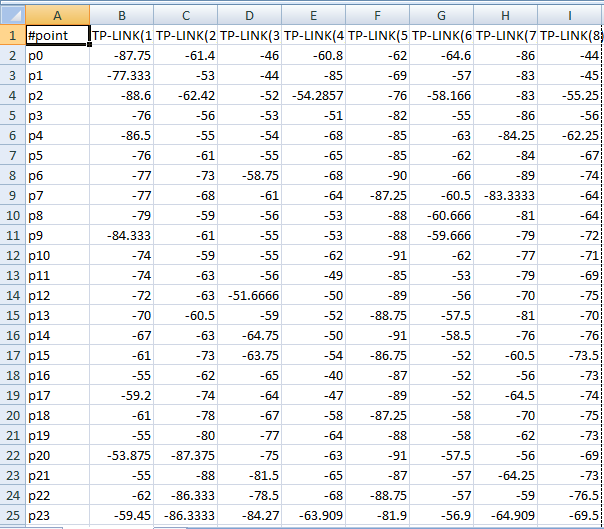 A B C D E F G H I
1 #point TP-LINK(1 TP-LINK(2 TP-LINK(3 TP-LINK(4 TP-LINK(5 TP-LINK(6 TP-LINK(7 TP-LINK(8)
2 p0 -87.75 -61.4 -46 -60.8 -62 -64.6 -86 -44
3 p1 -77.333 -53 -44 -85 -69 -57 -83 -45
4 p2 -88.6 -62.42 -52 -54.2857 -76 -58.166 -83 -55.25
5 p3 -76 -56 -53 -51 -82 -55 -86 -56
6 p4 -86.5 -55 -54 -68 -85 -63 -84.25 -62.25
7 p5 -76 -61 -55 -65 -85 -62 -84 -67
8 p6 -77 -73 -58.75 -68 -90 -66 -89 -74
9 p7 -77 -68 -61 -64 -87.25 -60.5 -83.3333 -64
10 p8 -79 -59 -56 -53 -88 -60.666 -81 -64
11 p9 -84.333 -61 -55 -53 -88 -59.666 -79 -72
12 p10 -74 -59 -55 -62 -91 -62 -77 -71
13 p11 -74 -63 -56 -49 -85 -53 -79 -69
14 p12 -72 -63 -51.6666 -50 -89 -56 -70 -75
15 p13 -70 -60.5 -59 -52 -88.75 -57.5 -81 -70
16 p14 -67 -63 -64.75 -50 -91 -58.5 -76 -76
17 p15 -61 -73 -63.75 -54 -86.75 -52 -60.5 -73.5
18 p16 -55 -62 -65 -40 -87 -52 -56 -73
19 p17 -59.2 -74 -64 -47 -89 -52 -64.5 -74
20 p18 -61 -78 -67 -58 -87.25 -58 -70 -75
21 p19 -55 -80 -77 -64 -88 -58 -62 -73
22 p20 -53.875 -87.375 -75 -63 -91 -57.5 -56 -69
23 p21 -55 -88 -81.5 -65 -87 -57 -64.25 -73
24 p22 -62 -86.333 -78.5 -68 -88.75 -57 -59 -76.5
25 p23 -59.45 -86.3333 -84.27 -63.909 -81.9 -56.9 -64.909 -69.5